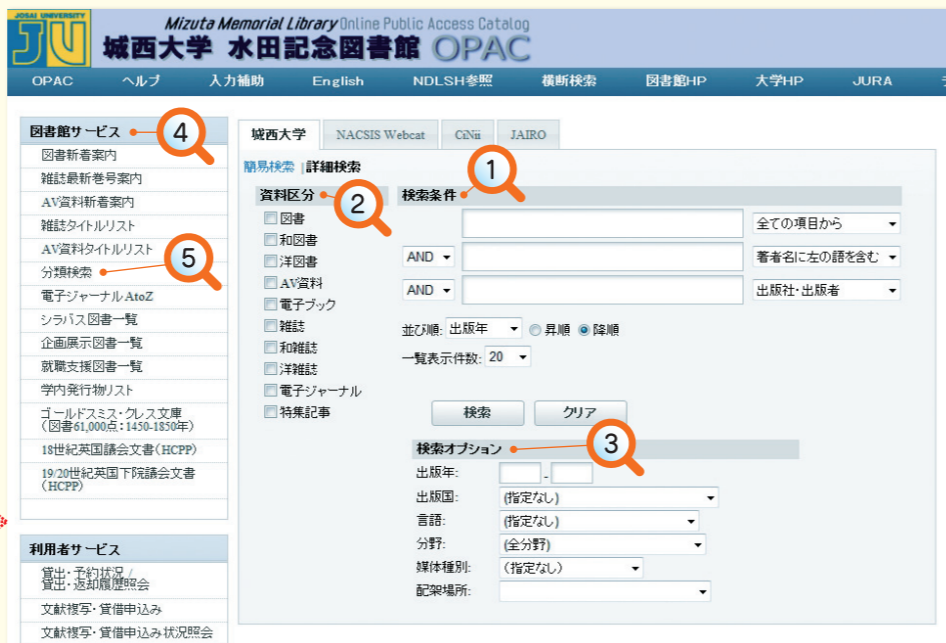 JOSAI UNIVERSITY
JU
Mizuta Memorial Library Online Public Access Catalog
城西大学 水田記念図書館 OPAC
OPAC ヘルプ 入力補助 English NDLSH参照 横断検索 図書館HP 大学HP JURA
図書館サービス 4
図書新着案内
雑誌最新巻号案内
AV資料新着案内
雑誌タイトルリスト
AV資料タイトルリスト
分類検索 5
電子ジャーナル AtoZ
シラバス図書一覧
企画展示図書一覧
就職支援図書一覧
学内発行物リスト
ゴールドスミス・クレス文庫
(図書61,000点:1450-1850年)
18世紀英国議会文書(HCPP)
19/20世紀英国下院議会文書
(HCPP)
利用者サービス
貸出・予約状況 /
貸出・返却履歴照会
文献複写・貸借申込み
文献複写・貸借申込み状況照会
城西大学 NACSIS Webcat CiNii JAIRO
簡易検索 | 詳細検索
資料区分 2
図書
和図書
洋図書
AV資料
電子ブック
雑誌
和雑誌
洋雑誌
電子ジャーナル
特集記事
検索条件 1
全ての項目から
AND 著者名に左の語を含む
AND 出版社・出版者
並び順: 出版年 昇順 降順
一覧表示件数: 20
検索 クリア
検索オプション 3
出版年: -
出版国: (指定なし)
言語: (指定なし)
分野: (全分野)
媒体種別: (指定なし)
配架場所: